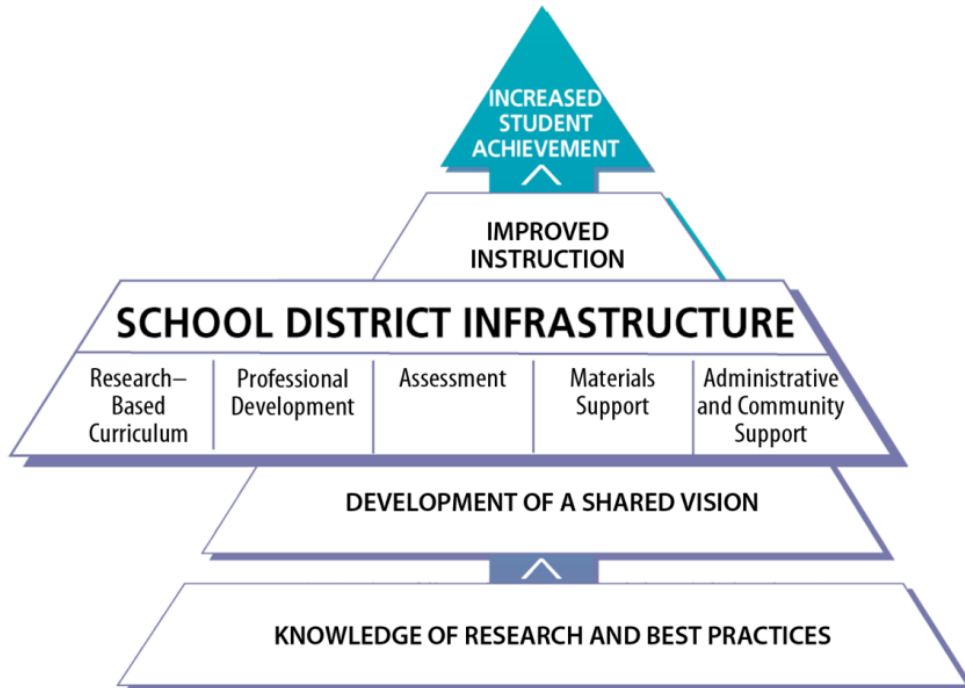 INCREASED
STUDENT
ACHIEVEMENT
IMPROVED
INSTRUCTION
SCHOOL DISTRICT INFRASTRUCTURE
Research–
Based
Curriculum
Professional
Development
Assessment
Materials
Support
Administrative
and Community
Support
DEVELOPMENT OF A SHARED VISION
KNOWLEDGE OF RESEARCH AND BEST PRACTICES